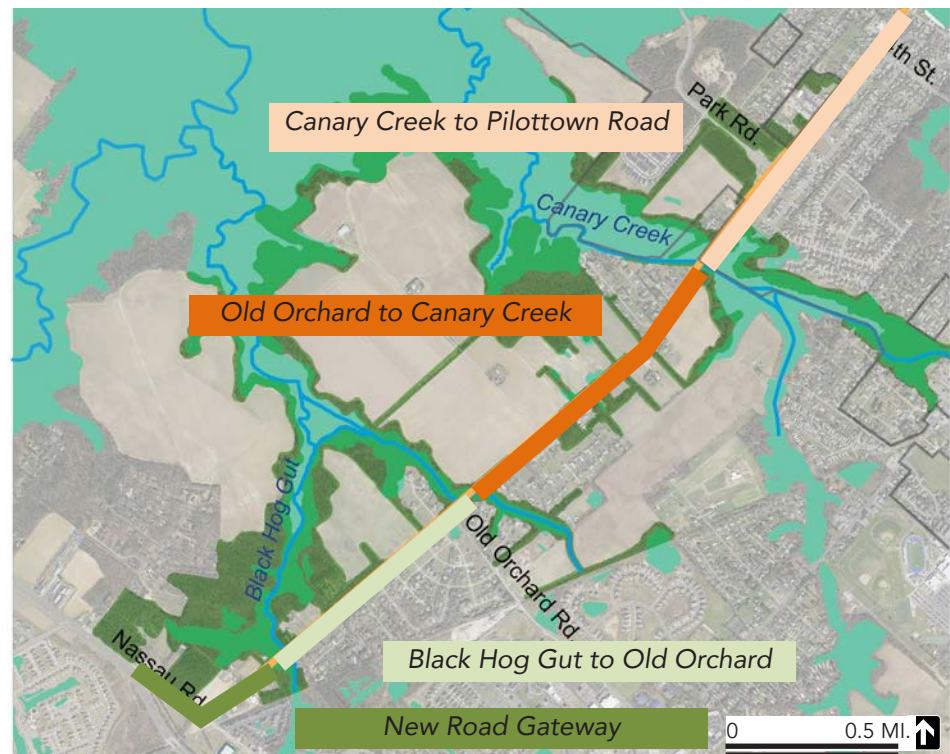 4th St.
Park Rd.
Canary Creek to Pilottown Road
Canary Creek
Old Orchard to Canary Creek
Black Hog Gut
Old Orchard Rd
Nassau Rd.
Black Hog Gut to Old Orchard
New Road Gateway
0 0.5 MI.